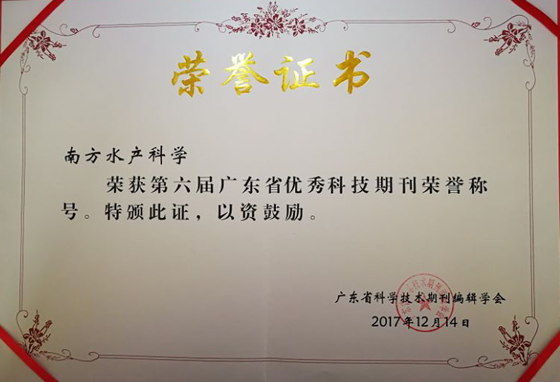 荣誉证书
南方水产科学
荣获第六届广东省优秀科技期刊荣誉称
号。特颁此证，以资鼓励。
广东省科学技术期刊编辑学会
2017年12月14日